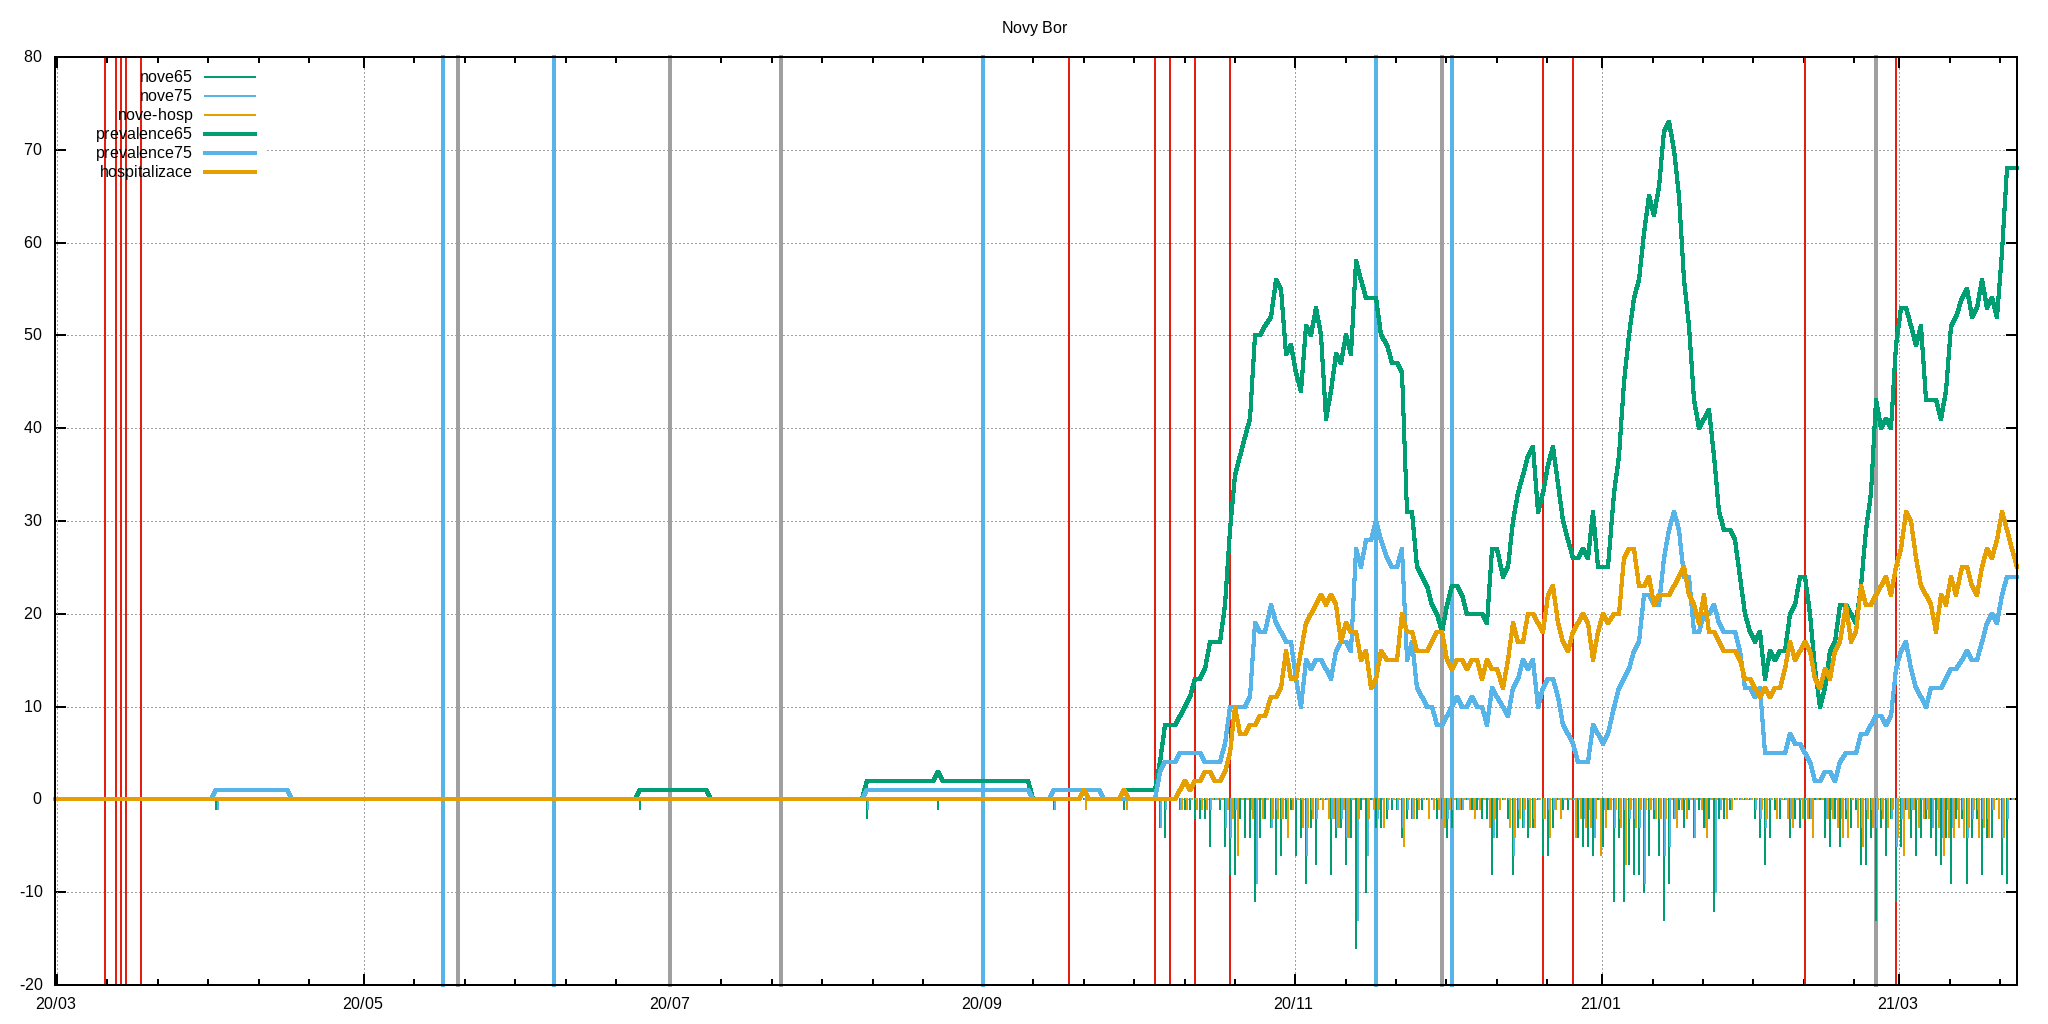 Novy Bor
80
nove65
nove75
nove-hosp
prevalence65
prevalence75
hospitalizace
70
60
50
40
30
20
10
0
-10
-20
20/03 20/05 20/07 20/09 20/11 21/01 21/03